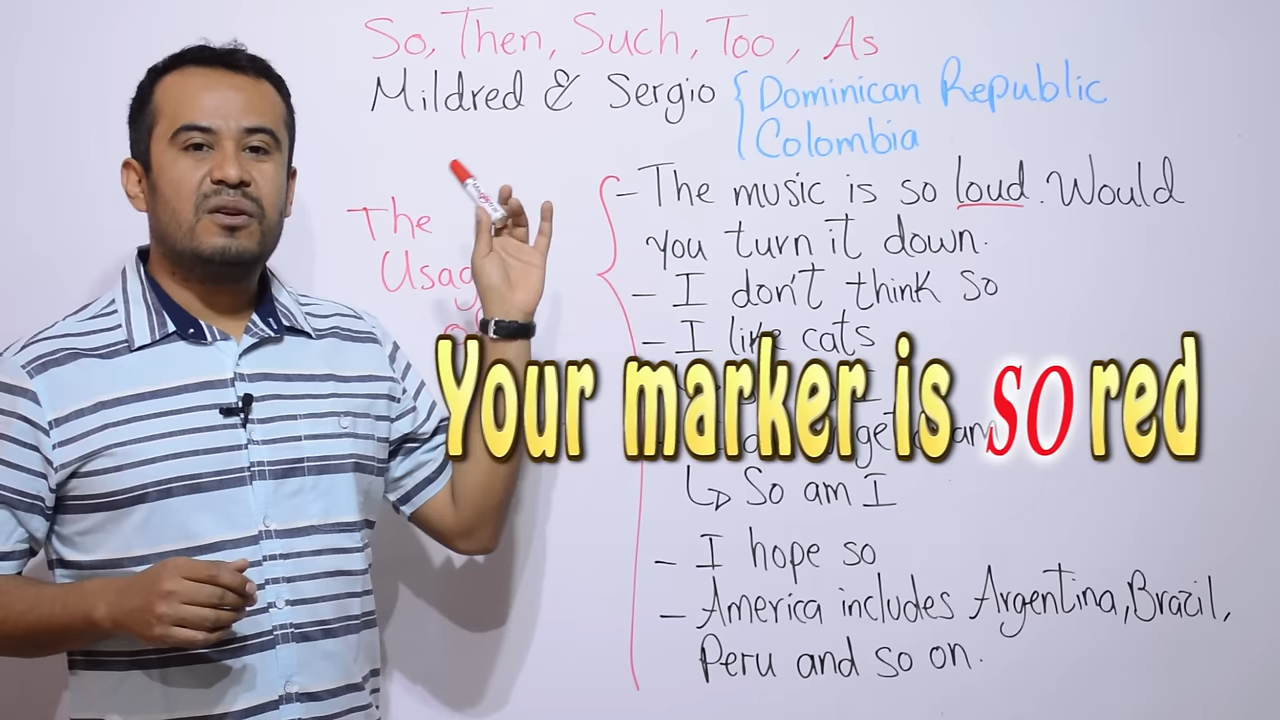 So, Then, Such, Too, As
Mildred & Sergio { Dominican Republic
Colombia
The
- The music is so loud. Would
you turn it down.
- I don't think so
- I like cats
Your marker is so red
↳ So am I
- I hope so
- America includes Argentina, Brazil,
Peru and so on.